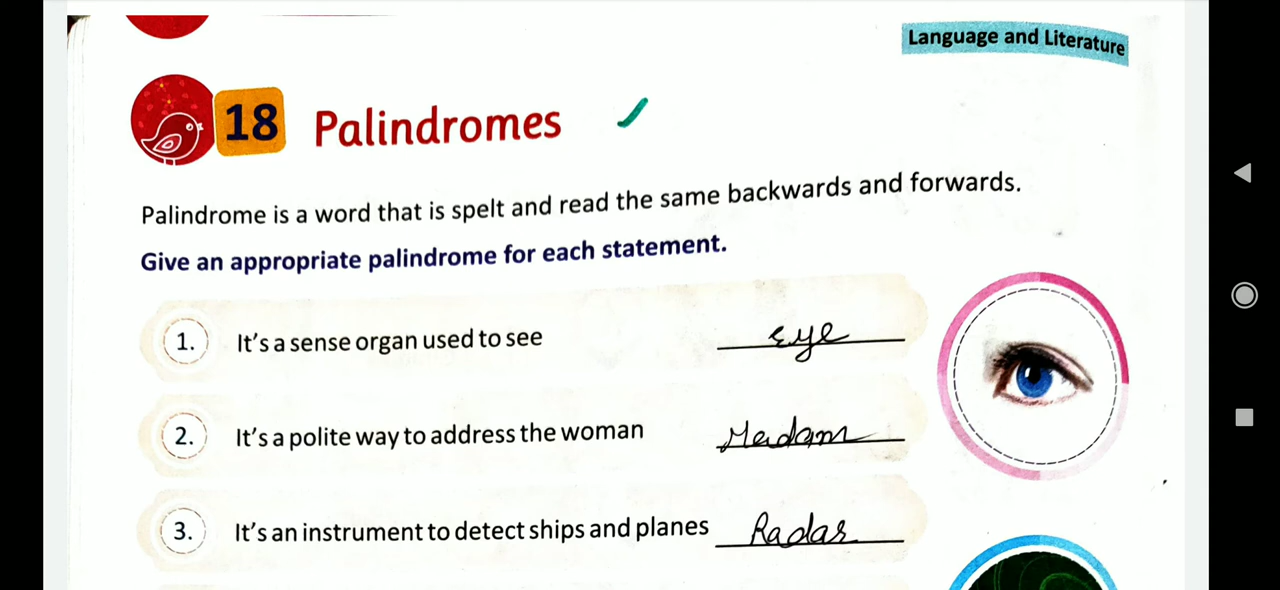 Language and Literature
18 Palindromes
Palindrome is a word that is spelt and read the same backwards and forwards.
Give an appropriate palindrome for each statement.
1. It's a sense organ used to see Eye
2. It's a polite way to address the woman Madam
3. It's an instrument to detect ships and planes Radar